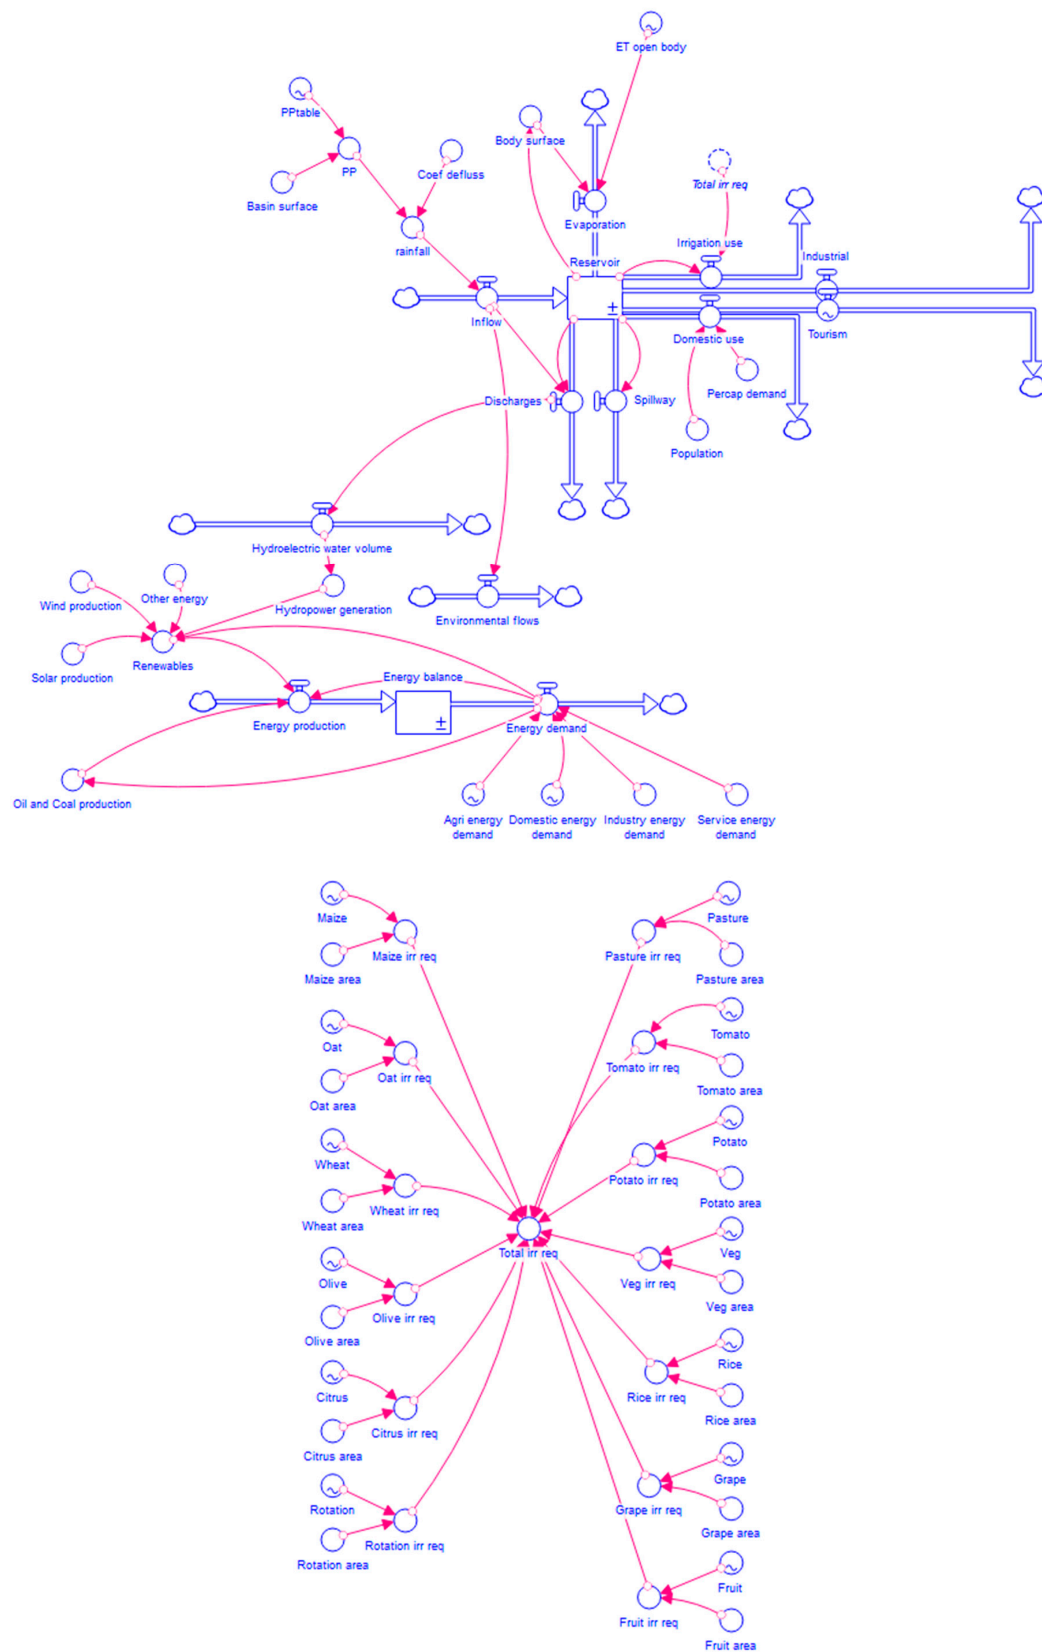 ET open body
PPtable
Body surface
Coef defluss
PP
Total irr req
Basin surface
Evaporation
rainfall
Irrigation use
Reservoir
Industrial
Inflow
Domestic use
Tourism
Percap demand
Discharges
Spillway
Population
Hydroelectric water volume
Other energy
Wind production
Hydropower generation
Environmental flows
Renewables
Solar production
Energy balance
Energy production
Energy demand
Oil and Coal production
Agri energy
demand
Domestic energy
demand
Industry energy
demand
Service energy
demand
Maize
Pasture
Maize irr req
Pasture irr req
Maize area
Pasture area
Oat
Tomato
Oat irr req
Tomato irr req
Oat area
Tomato area
Wheat
Potato
Wheat irr req
Potato irr req
Wheat area
Potato area
Total irr req
Veg
Olive
Veg irr req
Olive irr req
Veg area
Olive area
Rice
Citrus
Rice irr req
Citrus irr req
Rice area
Citrus area
Grape
Rotation
Grape irr req
Rotation irr req
Grape area
Rotation area
Fruit
Fruit irr req
Fruit area